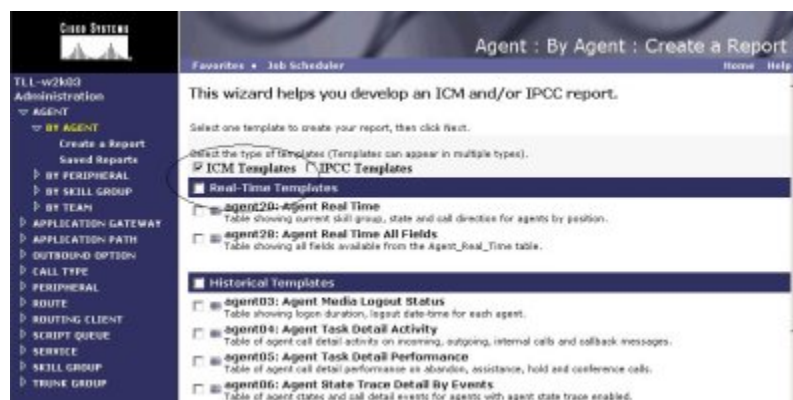 CISCO SYSTEMS
Agent : By Agent : Create a Report
Favorites • Job Scheduler
Home Help
TLL-w2k03
Administration
AGENT
BY AGENT
Create a Report
Saved Reports
BY PERIPHERAL
BY SKILL GROUP
BY TEAM
APPLICATION GATEWAY
APPLICATION PATH
OUTBOUND OPTION
CALL TYPE
PERIPHERAL
ROUTE
ROUTING CLIENT
SCRIPT QUEUE
SERVICE
SKILL GROUP
TRUNK GROUP
This wizard helps you develop an ICM and/or IPCC report.
Select one template to create your report, then click Next.
Select the type of templates (Templates can appear in multiple types).
ICM Templates IPCC Templates
Real-Time Templates
agent20: Agent Real Time
Table showing current skill group, state and call direction for agents by position.
agent28: Agent Real Time All Fields
Table showing all fields available from the Agent_Real_Time table.
Historical Templates
agent03: Agent Media Logout Status
Table showing logon duration, logout date-time for each agent.
agent04: Agent Task Detail Activity
Table of agent call detail activity on incoming, outgoing, internal calls and callback messages.
agent05: Agent Task Detail Performance
Table of agent call detail performance on abandon, assistance, hold and conference calls.
agent06: Agent State Trace Detail By Events
Table of agent states and call detail events for agents with agent state trace enabled.